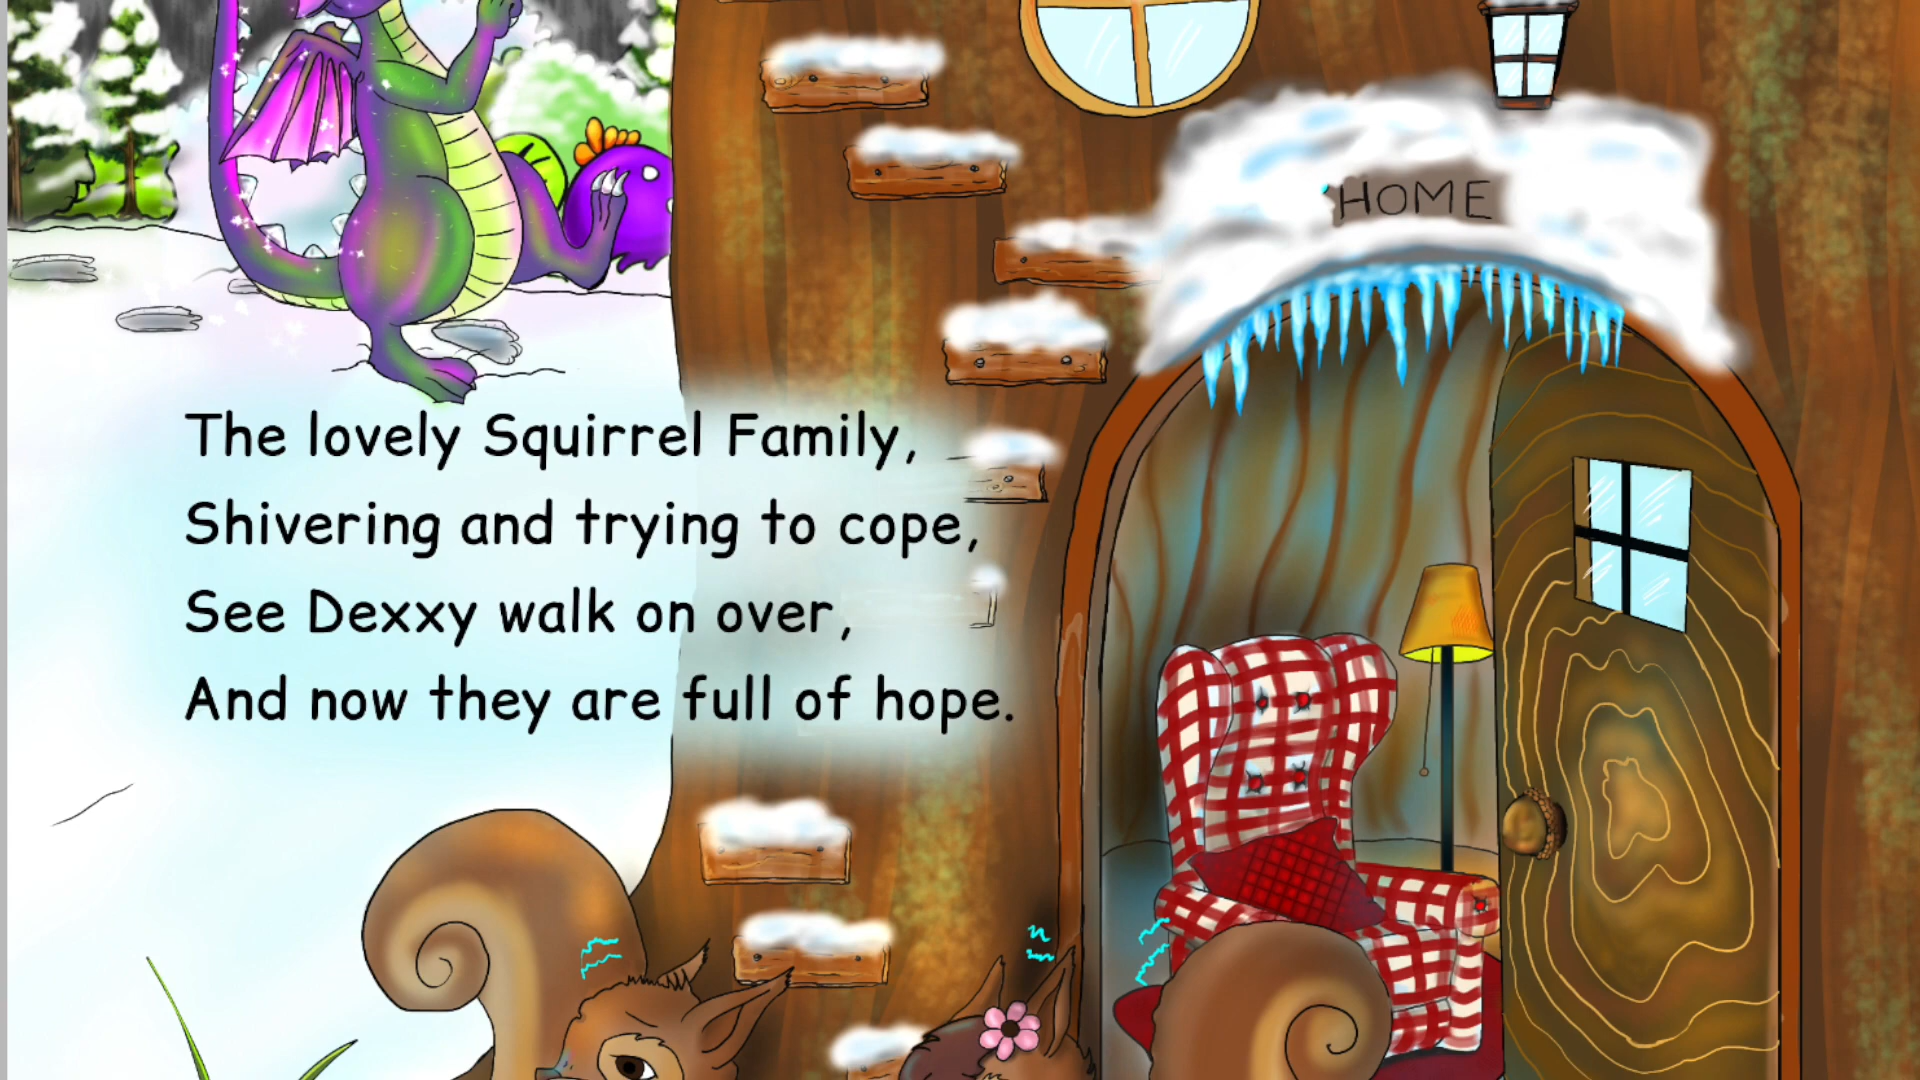 HOME
The lovely Squirrel Family,
Shivering and trying to cope,
See Dexxy walk on over,
And now they are full of hope.